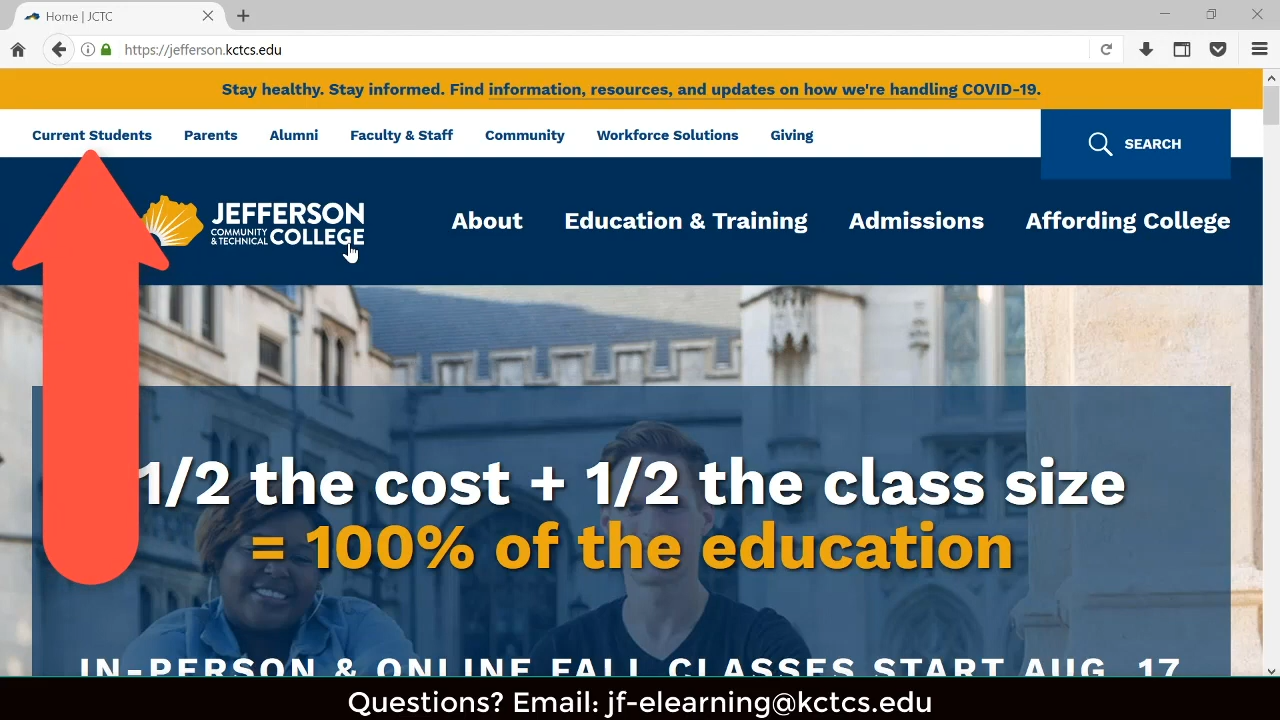 Home | JCTC
https://jefferson.kctcs.edu
Stay healthy. Stay informed. Find information, resources, and updates on how we're handling COVID-19.
Current Students Parents Alumni Faculty & Staff Community Workforce Solutions Giving
SEARCH
JEFFERSON
COMMUNITY & TECHNICAL COLLEGE
About Education & Training Admissions Affording College
1/2 the cost + 1/2 the class size
= 100% of the education
IN-PERSON & ONLINE FALL CLASSES START AUG. 17
Questions? Email: jf-elearning@kctcs.edu